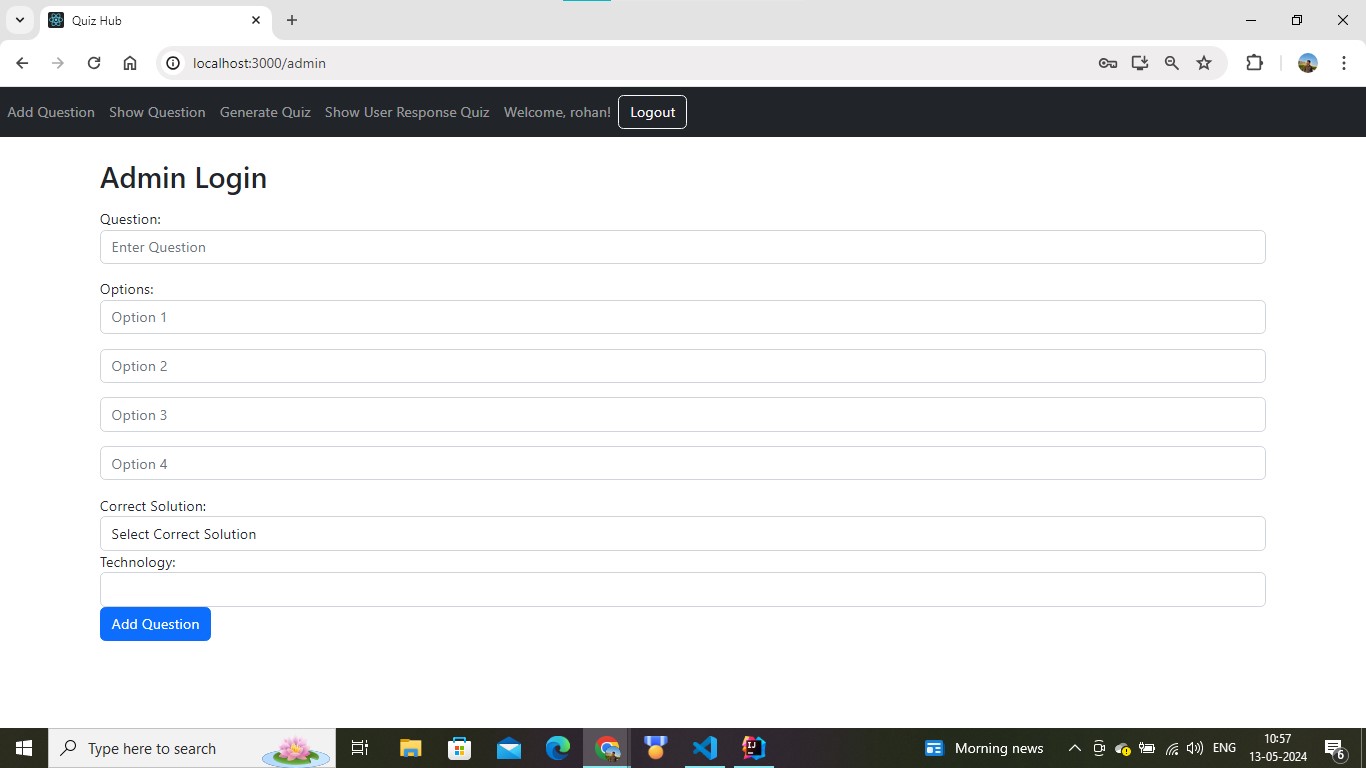 Quiz Hub
localhost:3000/admin
Add Question Show Question Generate Quiz Show User Response Quiz Welcome, rohan! Logout
Admin Login
Question:
Enter Question
Options:
Option 1
Option 2
Option 3
Option 4
Correct Solution:
Select Correct Solution
Technology:
Add Question
Type here to search
Morning news
ENG
10:57
13-05-2024
6